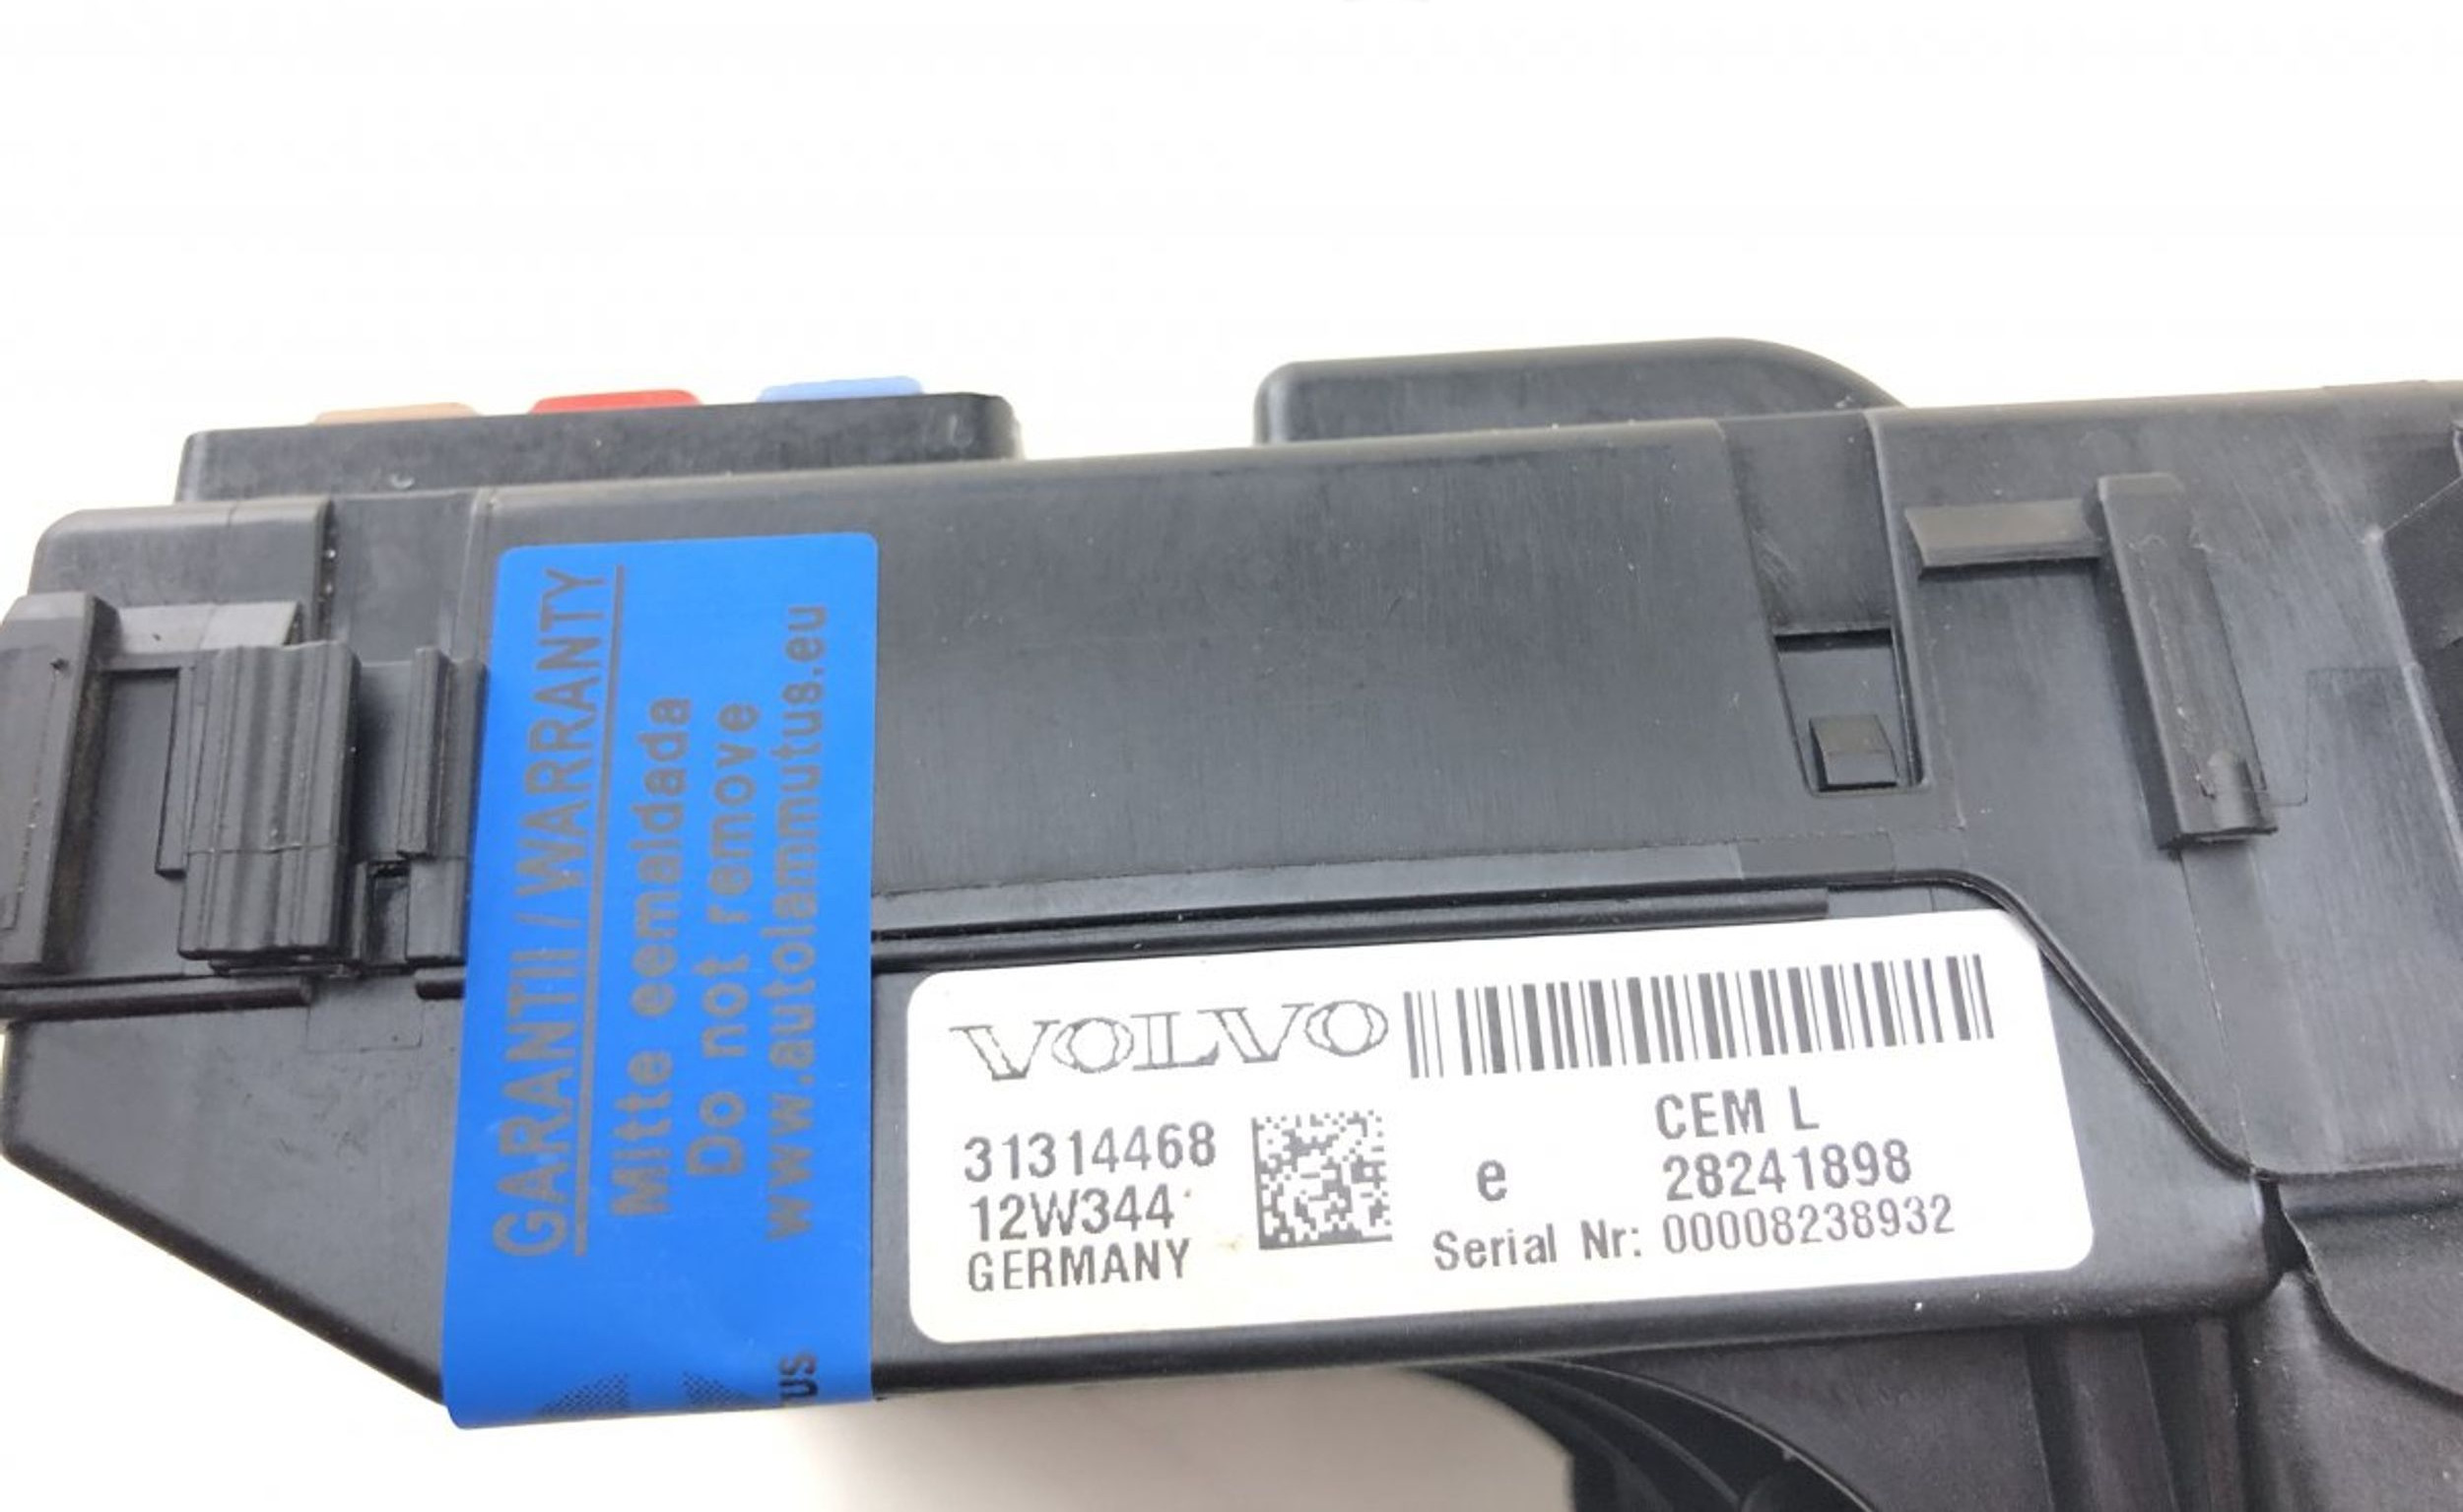 GARANTII / WARRANTY
Mitte eemaldada
Do not remove
www.autolammutus.eu
VOLVO
31314468
12W344
GERMANY
e
CEM L
28241898
Serial Nr: 00008238932